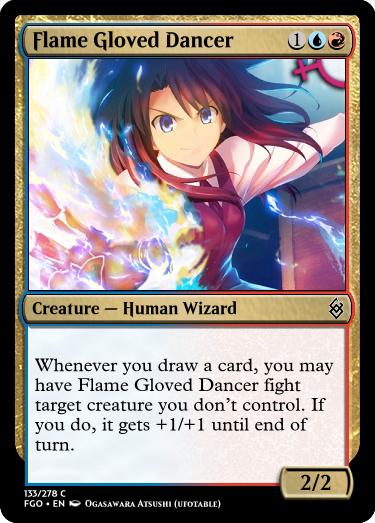 Flame Gloved Dancer 1
Creature — Human Wizard
Whenever you draw a card, you may
have Flame Gloved Dancer fight
target creature you don't control. If
you do, it gets +1/+1 until end of
turn.
2/2
133/278 C
FGO • EN Ogasawara Atsushi (ufotable)